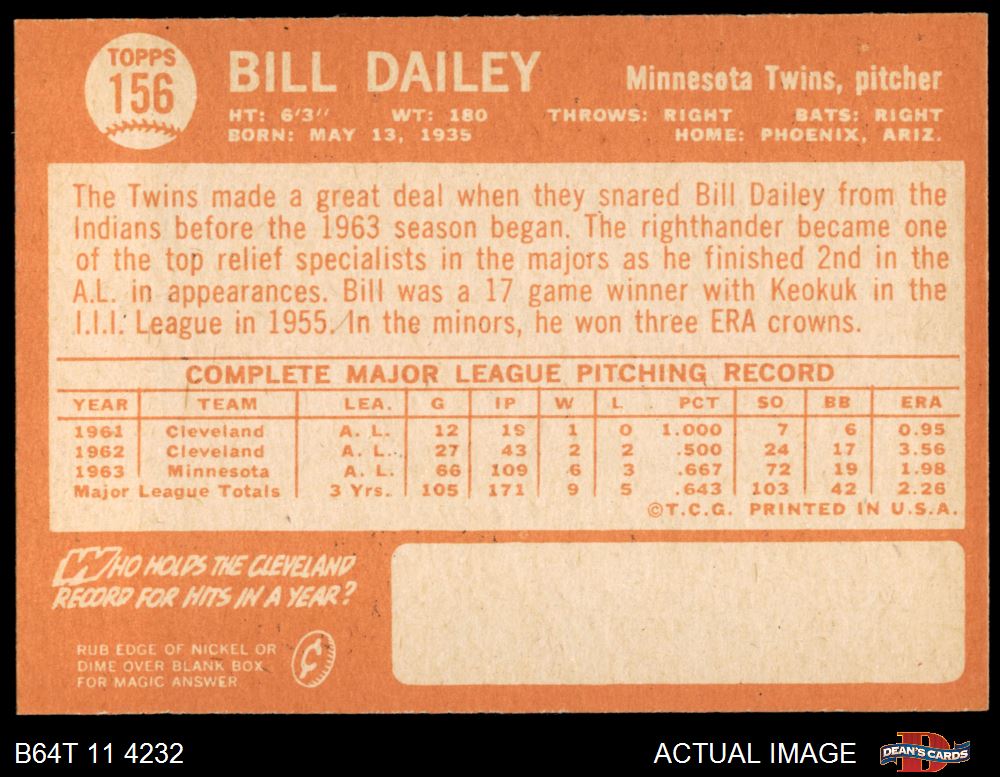 TOPPS
156
BILL DAILEY
Minnesota Twins, pitcher
HT: 6'3" WT: 180 THROWS: RIGHT BATS: RIGHT
BORN: MAY 13, 1935 HOME: PHOENIX, ARIZ.
The Twins made a great deal when they snared Bill Dailey from the
Indians before the 1963 season began. The righthander became one
of the top relief specialists in the majors as he finished 2nd in the
A.L. in appearances. Bill was a 17 game winner with Keokuk in the
I.I.I. League in 1955. In the minors, he won three ERA crowns.
COMPLETE MAJOR LEAGUE PITCHING RECORD
YEAR TEAM LEA. G IP W L PCT SO BB ERA
1961 Cleveland A. L. 12 19 1 0 1.000 7 6 0.95
1962 Cleveland A. L. 27 43 2 2 .500 24 17 3.56
1963 Minnesota A. L. 66 109 6 3 .667 72 19 1.98
Major League Totals 3 Yrs. 105 171 9 5 .643 103 42 2.26
©T.C.G. PRINTED IN U.S.A.
WHO HOLDS THE CLEVELAND
RECORD FOR HITS IN A YEAR?
RUB EDGE OF NICKEL OR
DIME OVER BLANK BOX
FOR MAGIC ANSWER
B64T 11 4232
ACTUAL IMAGE
D
DEAN'S CARDS